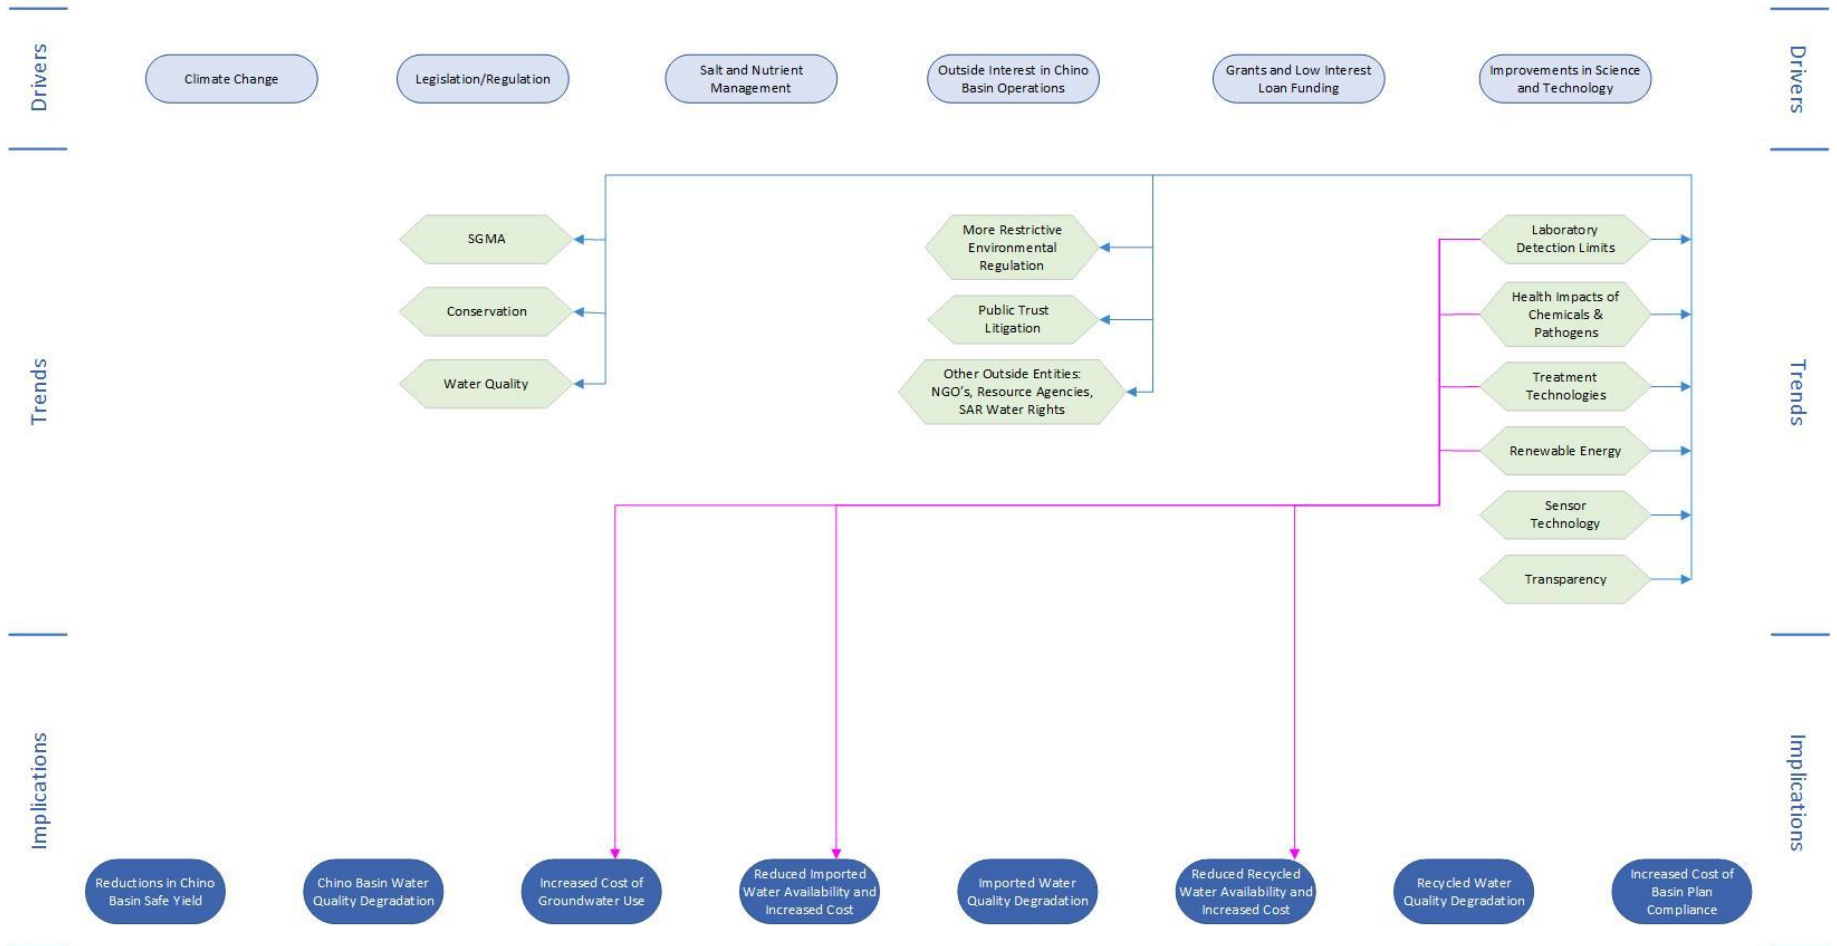 Drivers
Climate Change
Legislation/Regulation
Salt and Nutrient
Management
Outside Interest in Chino
Basin Operations
Grants and Low Interest
Loan Funding
Improvements in Science
and Technology
Drivers
Trends
SGMA
Conservation
Water Quality
More Restrictive
Environmental
Regulation
Public Trust
Litigation
Other Outside Entities:
NGO's, Resource Agencies,
SAR Water Rights
Laboratory
Detection Limits
Health Impacts of
Chemicals &
Pathogens
Treatment
Technologies
Renewable Energy
Sensor
Technology
Transparency
Trends
Implications
Reductions in Chino
Basin Safe Yield
Chino Basin Water
Quality Degradation
Increased Cost of
Groundwater Use
Reduced Imported
Water Availability and
Increased Cost
Imported Water
Quality Degradation
Reduced Recycled
Water Availability and
Increased Cost
Recycled Water
Quality Degradation
Increased Cost of
Basin Plan
Compliance
Implications